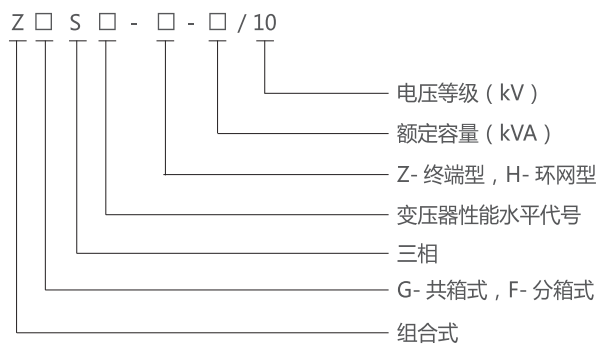 Z□S□-□-□/10
电压等级（kV）
额定容量（kVA）
Z-终端型，H-环网型
变压器性能水平代号
三相
G-共箱式，F-分箱式
组合式